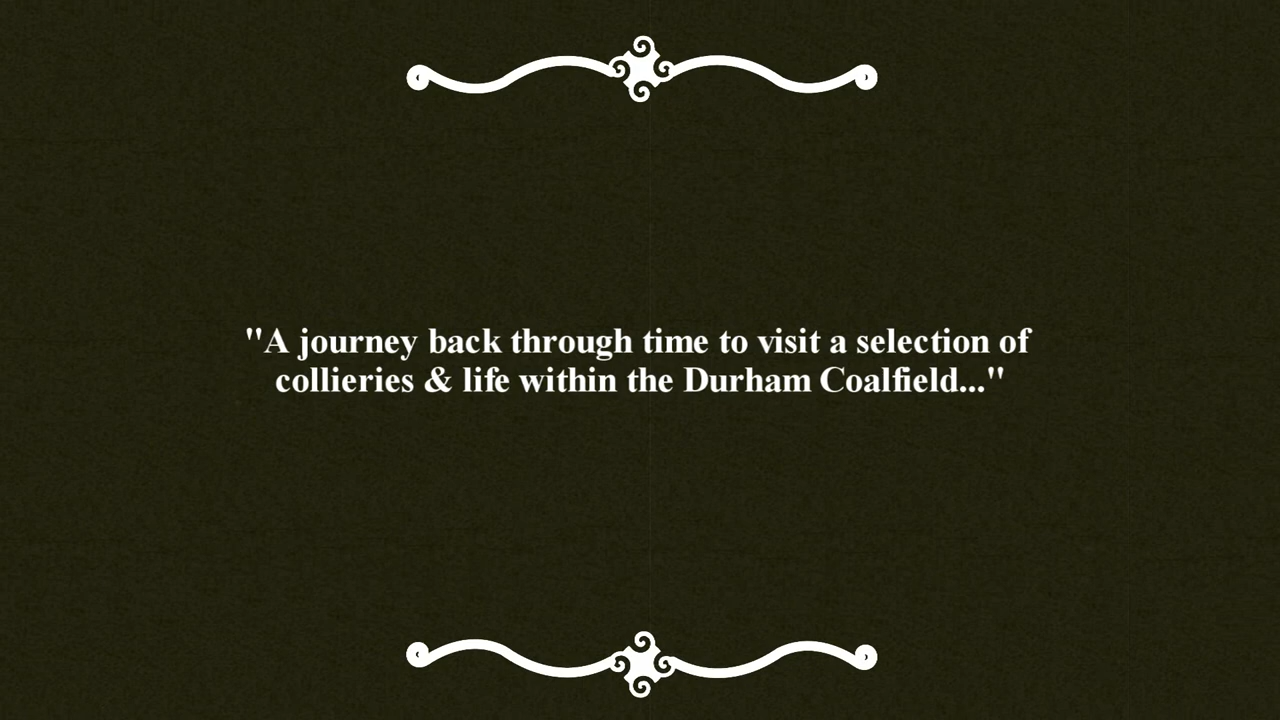 "A journey back through time to visit a selection of
collieries & life within the Durham Coalfield..."